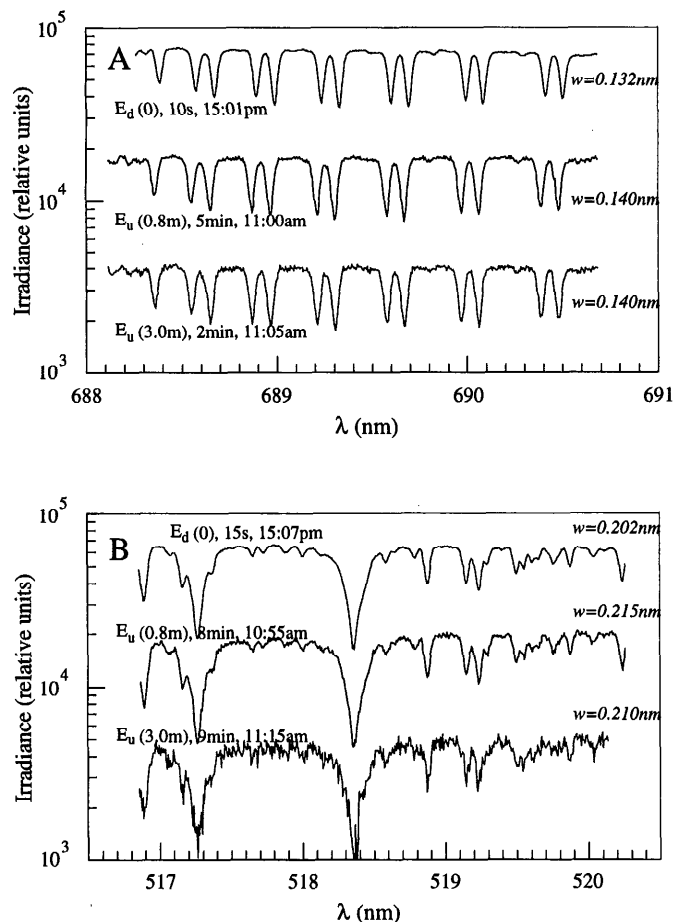 10^5
A
w=0.132nm
E_d (0), 10s, 15:01pm
Irradiance (relative units)
10^4
w=0.140nm
E_u (0.8m), 5min, 11:00am
w=0.140nm
E_u (3.0m), 2min, 11:05am
10^3
688 689 690 691
λ (nm)
10^5
B
E_d (0), 15s, 15:07pm
w=0.202nm
w=0.215nm
E_u (0.8m), 8min, 10:55am
Irradiance (relative units)
10^4
w=0.210nm
E_u (3.0m), 9min, 11:15am
10^3
517 518 519 520
λ (nm)